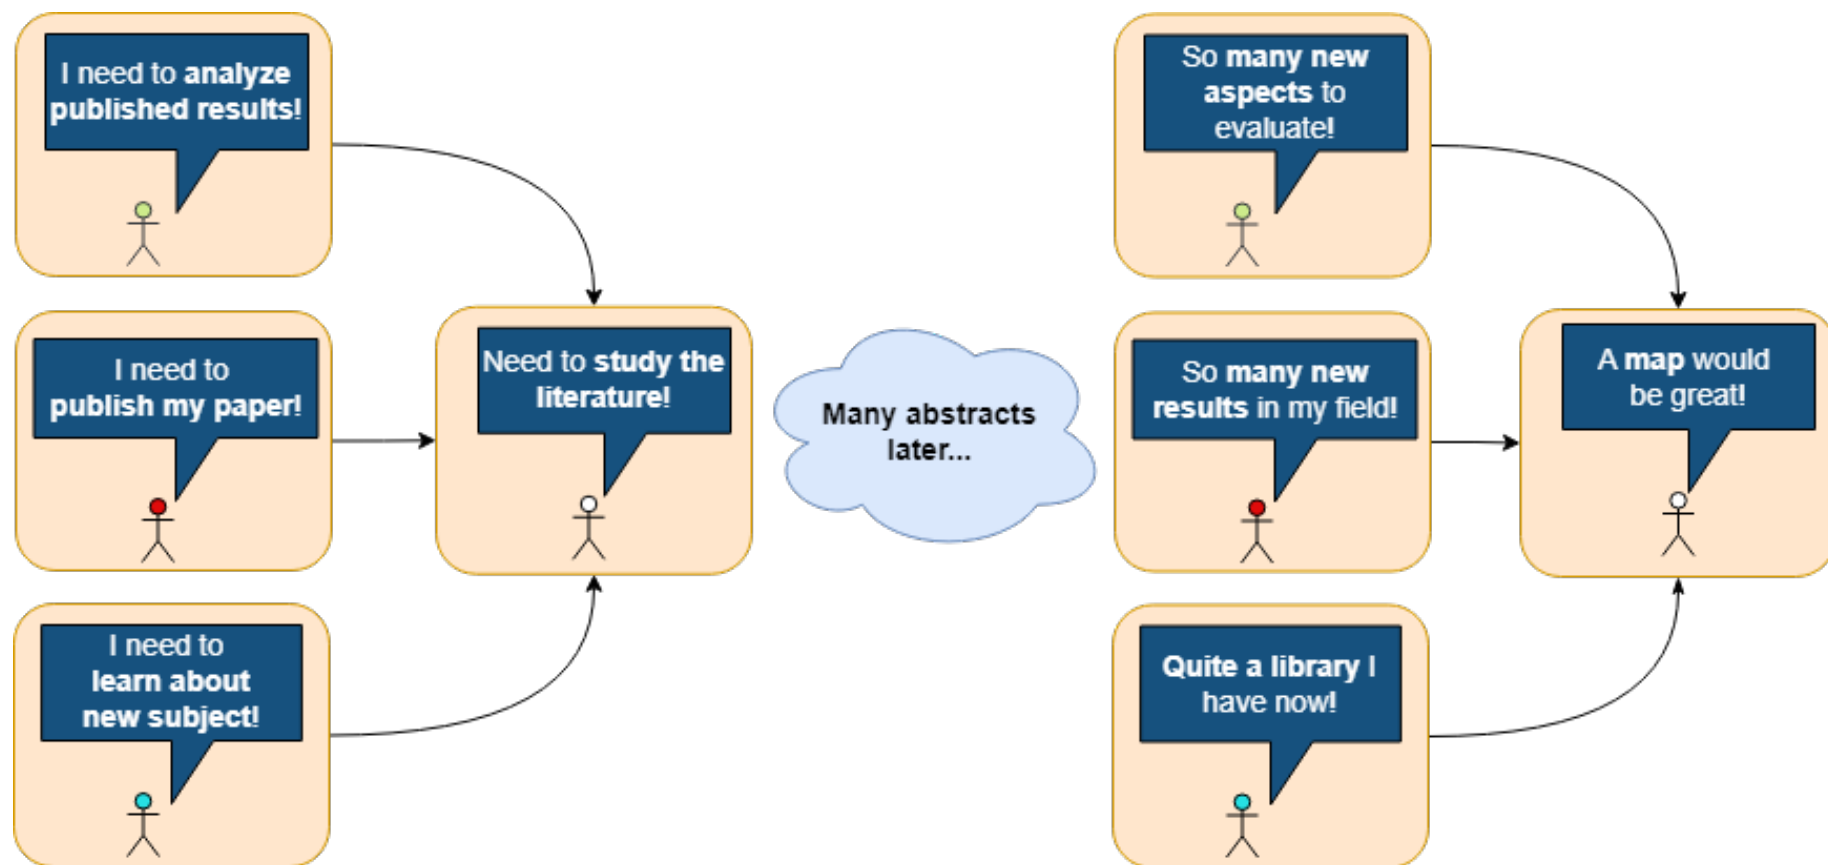 I need to analyze
published results!
I need to
publish my paper!
I need to
learn about
new subject!
Need to study the
literature!
Many abstracts
later...
So many new
aspects to
evaluate!
So many new
results in my field!
Quite a library I
have now!
A map would
be great!